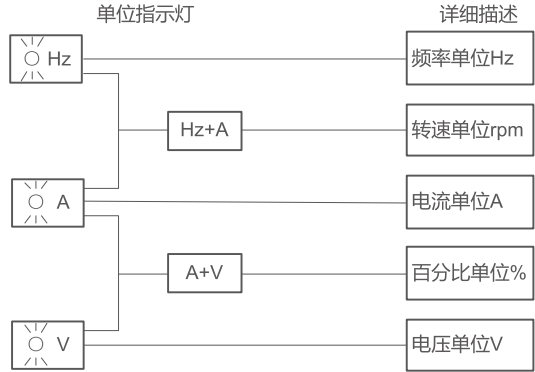 单位指示灯 详细描述
Hz 频率单位Hz
Hz+A 转速单位rpm
A 电流单位A
A+V 百分比单位%
V 电压单位V